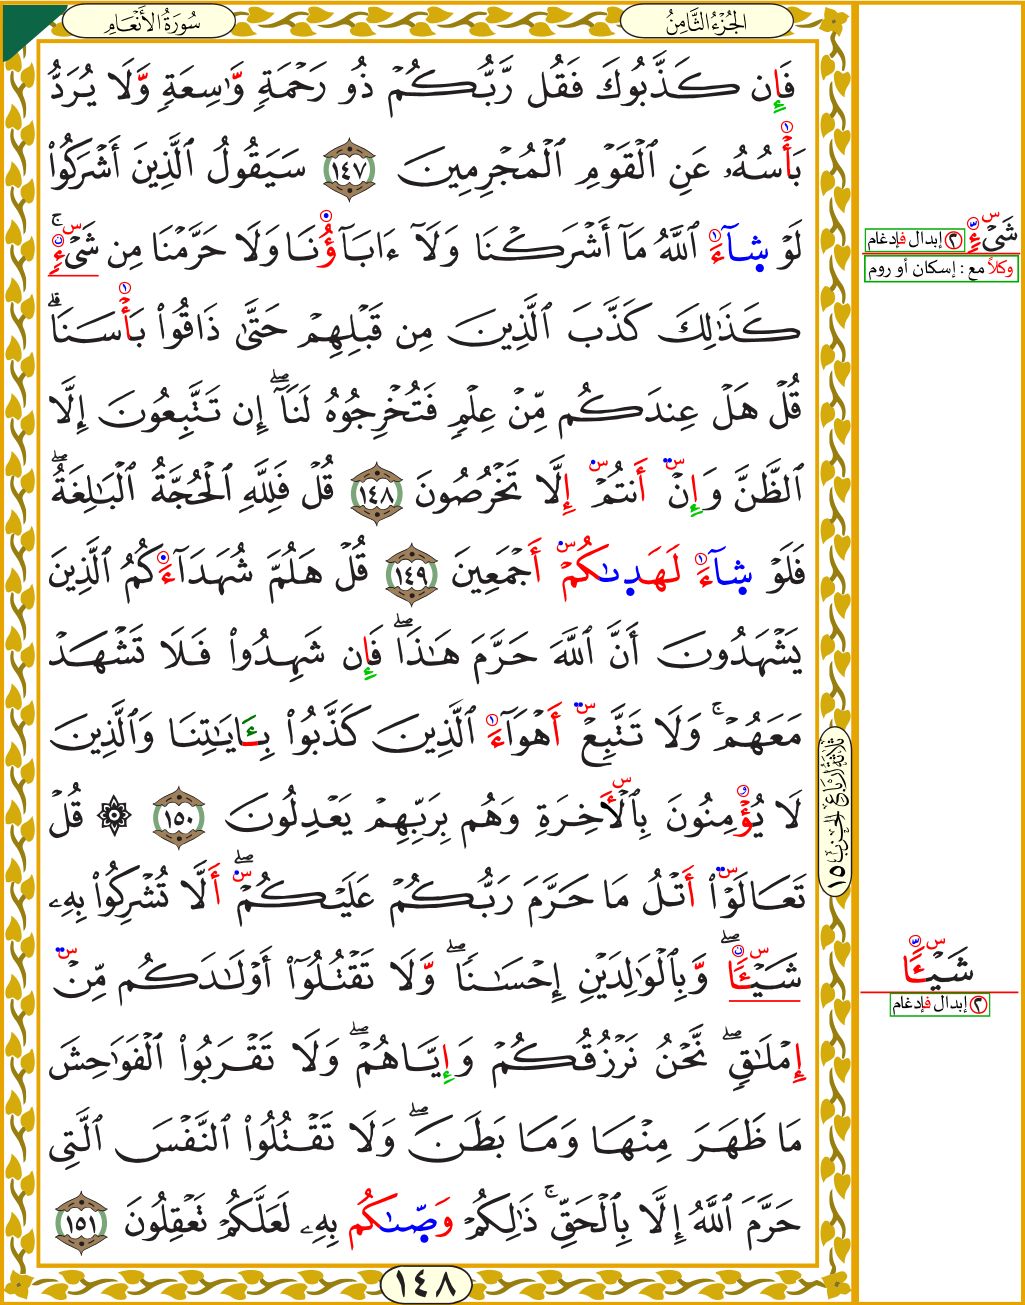 سُورَةُ الأَنْعَامِ
الجُزْءُ الثَّامِنُ
فَإِن كَذَّبُوكَ فَقُل رَّبُّكُمْ ذُو رَحْمَةٍ وَٰسِعَةٍ وَلَا يُرَدُّ
بَأْسُهُۥ عَنِ ٱلْقَوْمِ ٱلْمُجْرِمِينَ ١٤٧ سَيَقُولُ ٱلَّذِينَ أَشْرَكُوا۟
لَوْ شَآءَ ٱللَّهُ مَآ أَشْرَكْنَا وَلَآ ءَابَآؤُنَا وَلَا حَرَّمْنَا مِن شَىْءٍ ۚ
كَذَٰلِكَ كَذَّبَ ٱلَّذِينَ مِن قَبْلِهِمْ حَتَّىٰ ذَاقُوا۟ بَأْسَنَا ۗ
قُلْ هَلْ عِندَكُم مِّنْ عِلْمٍ فَتُخْرِجُوهُ لَنَآ ۖ إِن تَتَّبِعُونَ إِلَّا
ٱلظَّنَّ وَإِنْ أَنتُمْ إِلَّا تَخْرُصُونَ ١٤٨ قُلْ فَلِلَّهِ ٱلْحُجَّةُ ٱلْبَٰلِغَةُ ۖ
فَلَوْ شَآءَ لَهَدَىٰكُمْ أَجْمَعِينَ ١٤٩ قُلْ هَلُمَّ شُهَدَآءَكُمُ ٱلَّذِينَ
يَشْهَدُونَ أَنَّ ٱللَّهَ حَرَّمَ هَٰذَا ۖ فَإِن شَهِدُوا۟ فَلَا تَشْهَدْ
مَعَهُمْ ۚ وَلَا تَتَّبِعْ أَهْوَآءَ ٱلَّذِينَ كَذَّبُوا۟ بِـَٔايَٰتِنَا وَٱلَّذِينَ
لَا يُؤْمِنُونَ بِٱلْأَخِرَةِ وَهُم بِرَبِّهِمْ يَعْدِلُونَ ١٥٠ ۞ قُلْ
تَعَالَوْا۟ أَتْلُ مَا حَرَّمَ رَبُّكُمْ عَلَيْكُمْ ۖ أَلَّا تُشْرِكُوا۟ بِهِۦ
شَيْـًٔا ۖ وَبِٱلْوَٰلِدَيْنِ إِحْسَٰنًا ۖ وَلَا تَقْتُلُوٓا۟ أَوْلَٰدَكُم مِّنْ
إِمْلَٰقٍ ۖ نَّحْنُ نَرْزُقُكُمْ وَإِيَّاهُمْ ۖ وَلَا تَقْرَبُوا۟ ٱلْفَوَٰحِشَ
مَا ظَهَرَ مِنْهَا وَمَا بَطَنَ ۖ وَلَا تَقْتُلُوا۟ ٱلنَّفْسَ ٱلَّتِى
حَرَّمَ ٱللَّهُ إِلَّا بِٱلْحَقِّ ۚ ذَٰلِكُمْ وَصَّىٰكُم بِهِۦ لَعَلَّكُمْ تَعْقِلُونَ ١٥١
١٤٨
ثلاثة أرباع الحزب ١٥
شَىْءٍ س
٢ إبدال فإدغام
وكلاً مع : إسكان أو روم
شَيْـًٔا س
٢ إبدال فإدغام